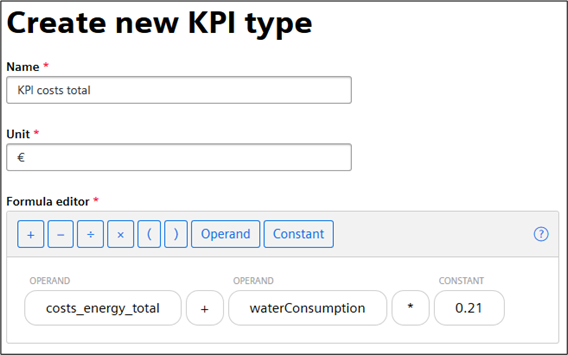 Create new KPI type
Name *
KPI costs total
Unit *
€
Formula editor *
+ − ÷ × ( ) Operand Constant ?
OPERAND OPERAND CONSTANT
costs_energy_total + waterConsumption * 0.21